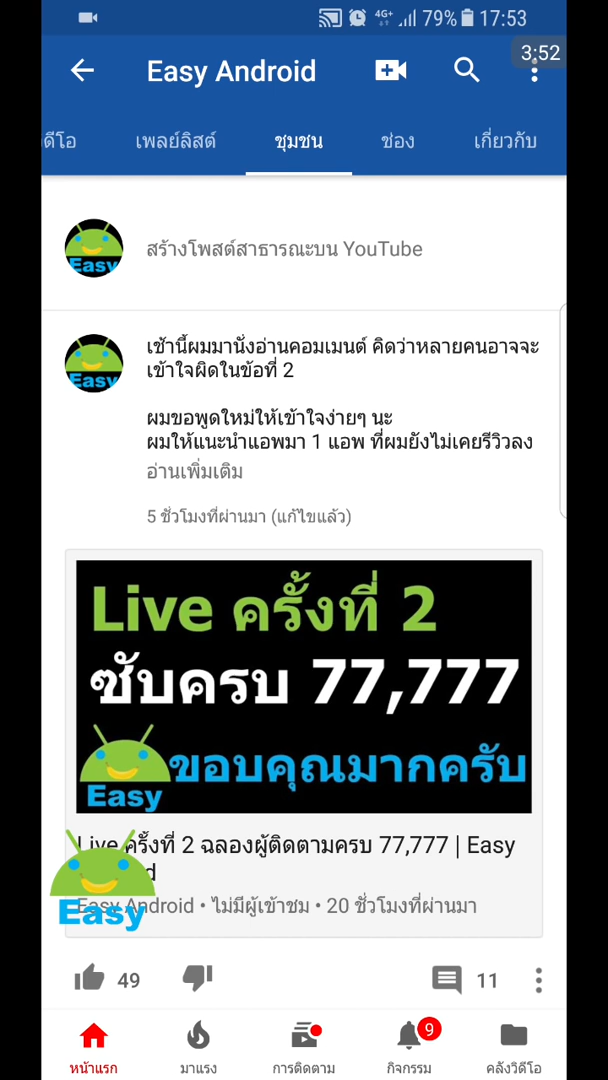 4G+ 79% 17:53
3:52
Easy Android
ดีโอ เพลย์ลิสต์ ชุมชน ช่อง เกี่ยวกับ
Easy
สร้างโพสต์สาธารณะบน YouTube
Easy
เช้านี้ผมมานั่งอ่านคอมเมนต์ คิดว่าหลายคนอาจจะ
เข้าใจผิดในข้อที่ 2
ผมขอพูดใหม่ให้เข้าใจง่ายๆ นะ
ผมให้แนะนำแอพมา 1 แอพ ที่ผมยังไม่เคยรีวิวลง
อ่านเพิ่มเติม
5 ชั่วโมงที่ผ่านมา (แก้ไขแล้ว)
Live ครั้งที่ 2
ซับครบ 77,777
ขอบคุณมากครับ
Easy
Live ครั้งที่ 2 ฉลองผู้ติดตามครบ 77,777 | Easy
Easy
Easy Android • ไม่มีผู้เข้าชม • 20 ชั่วโมงที่ผ่านมา
49 11
9
หน้าแรก มาแรง การติดตาม กิจกรรม คลังวิดีโอ